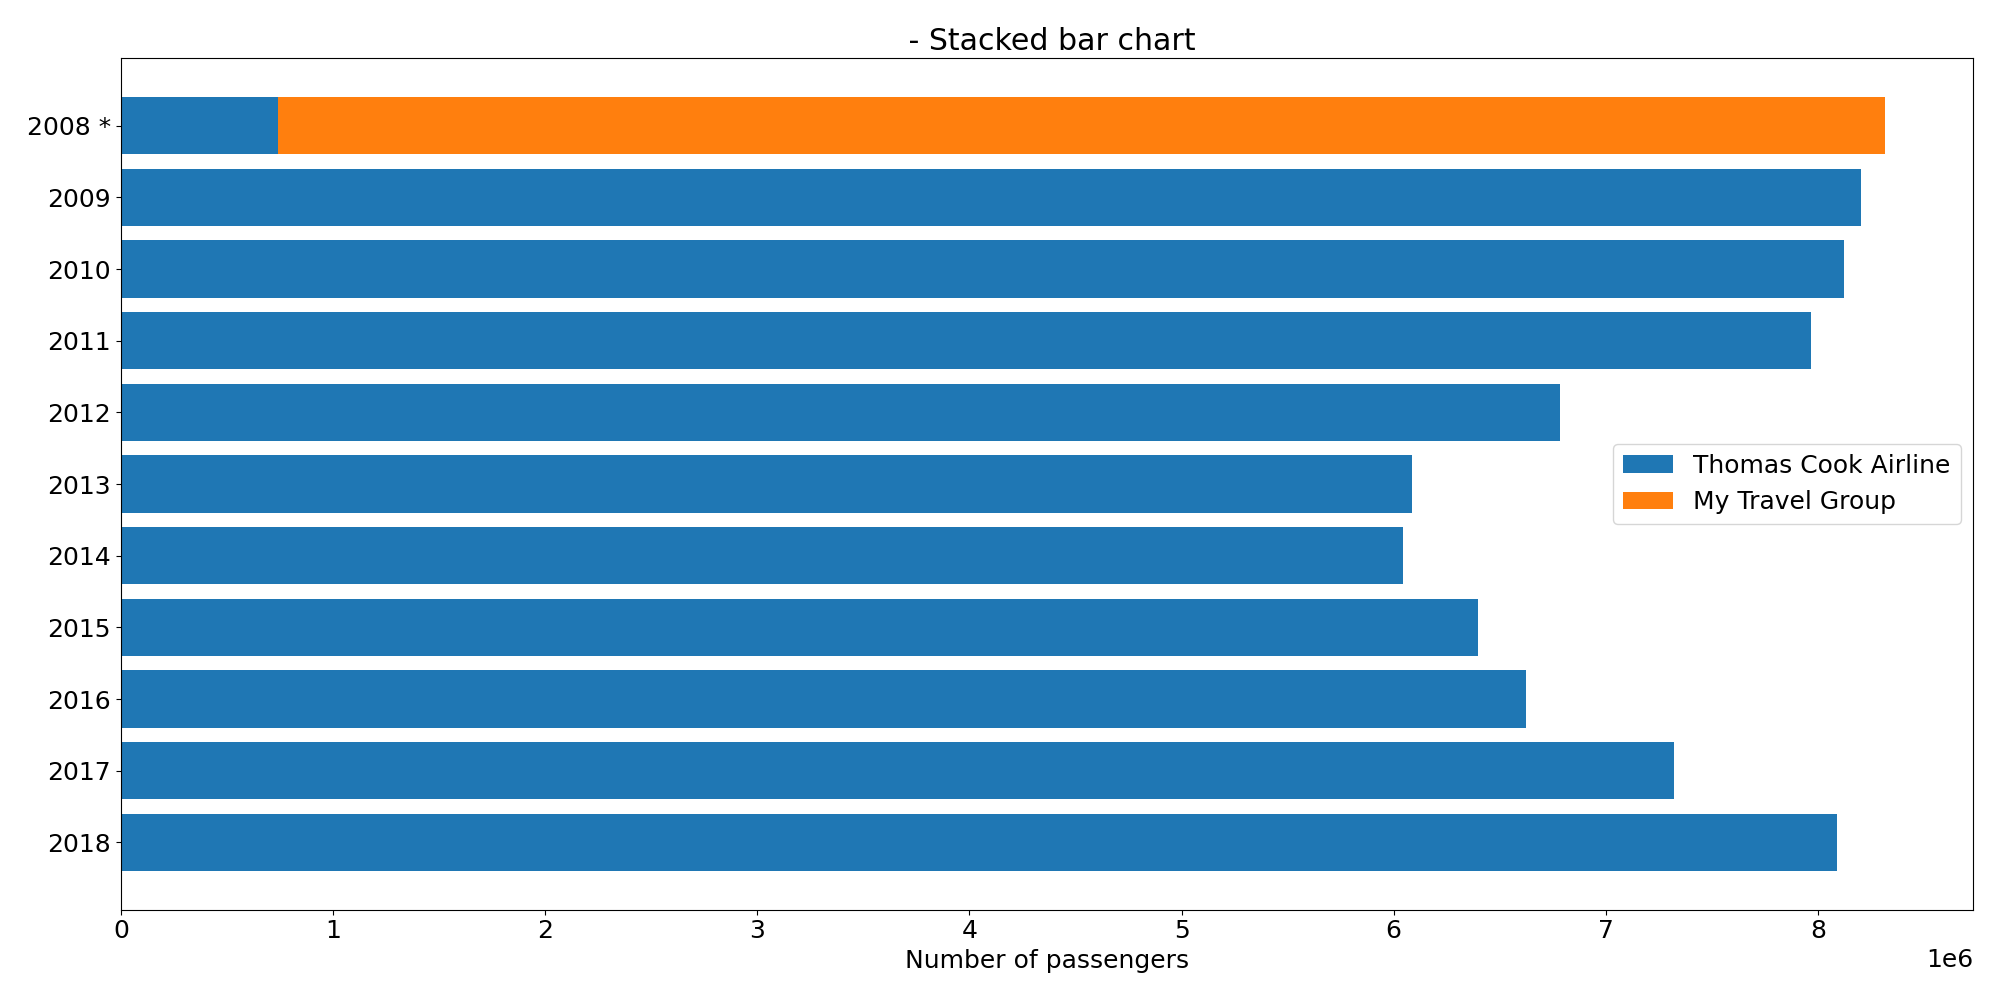 - Stacked bar chart
2008 *
2009
2010
2011
2012
2013
2014
2015
2016
2017
2018
Thomas Cook Airline
My Travel Group
0 1 2 3 4 5 6 7 8
Number of passengers
1e6